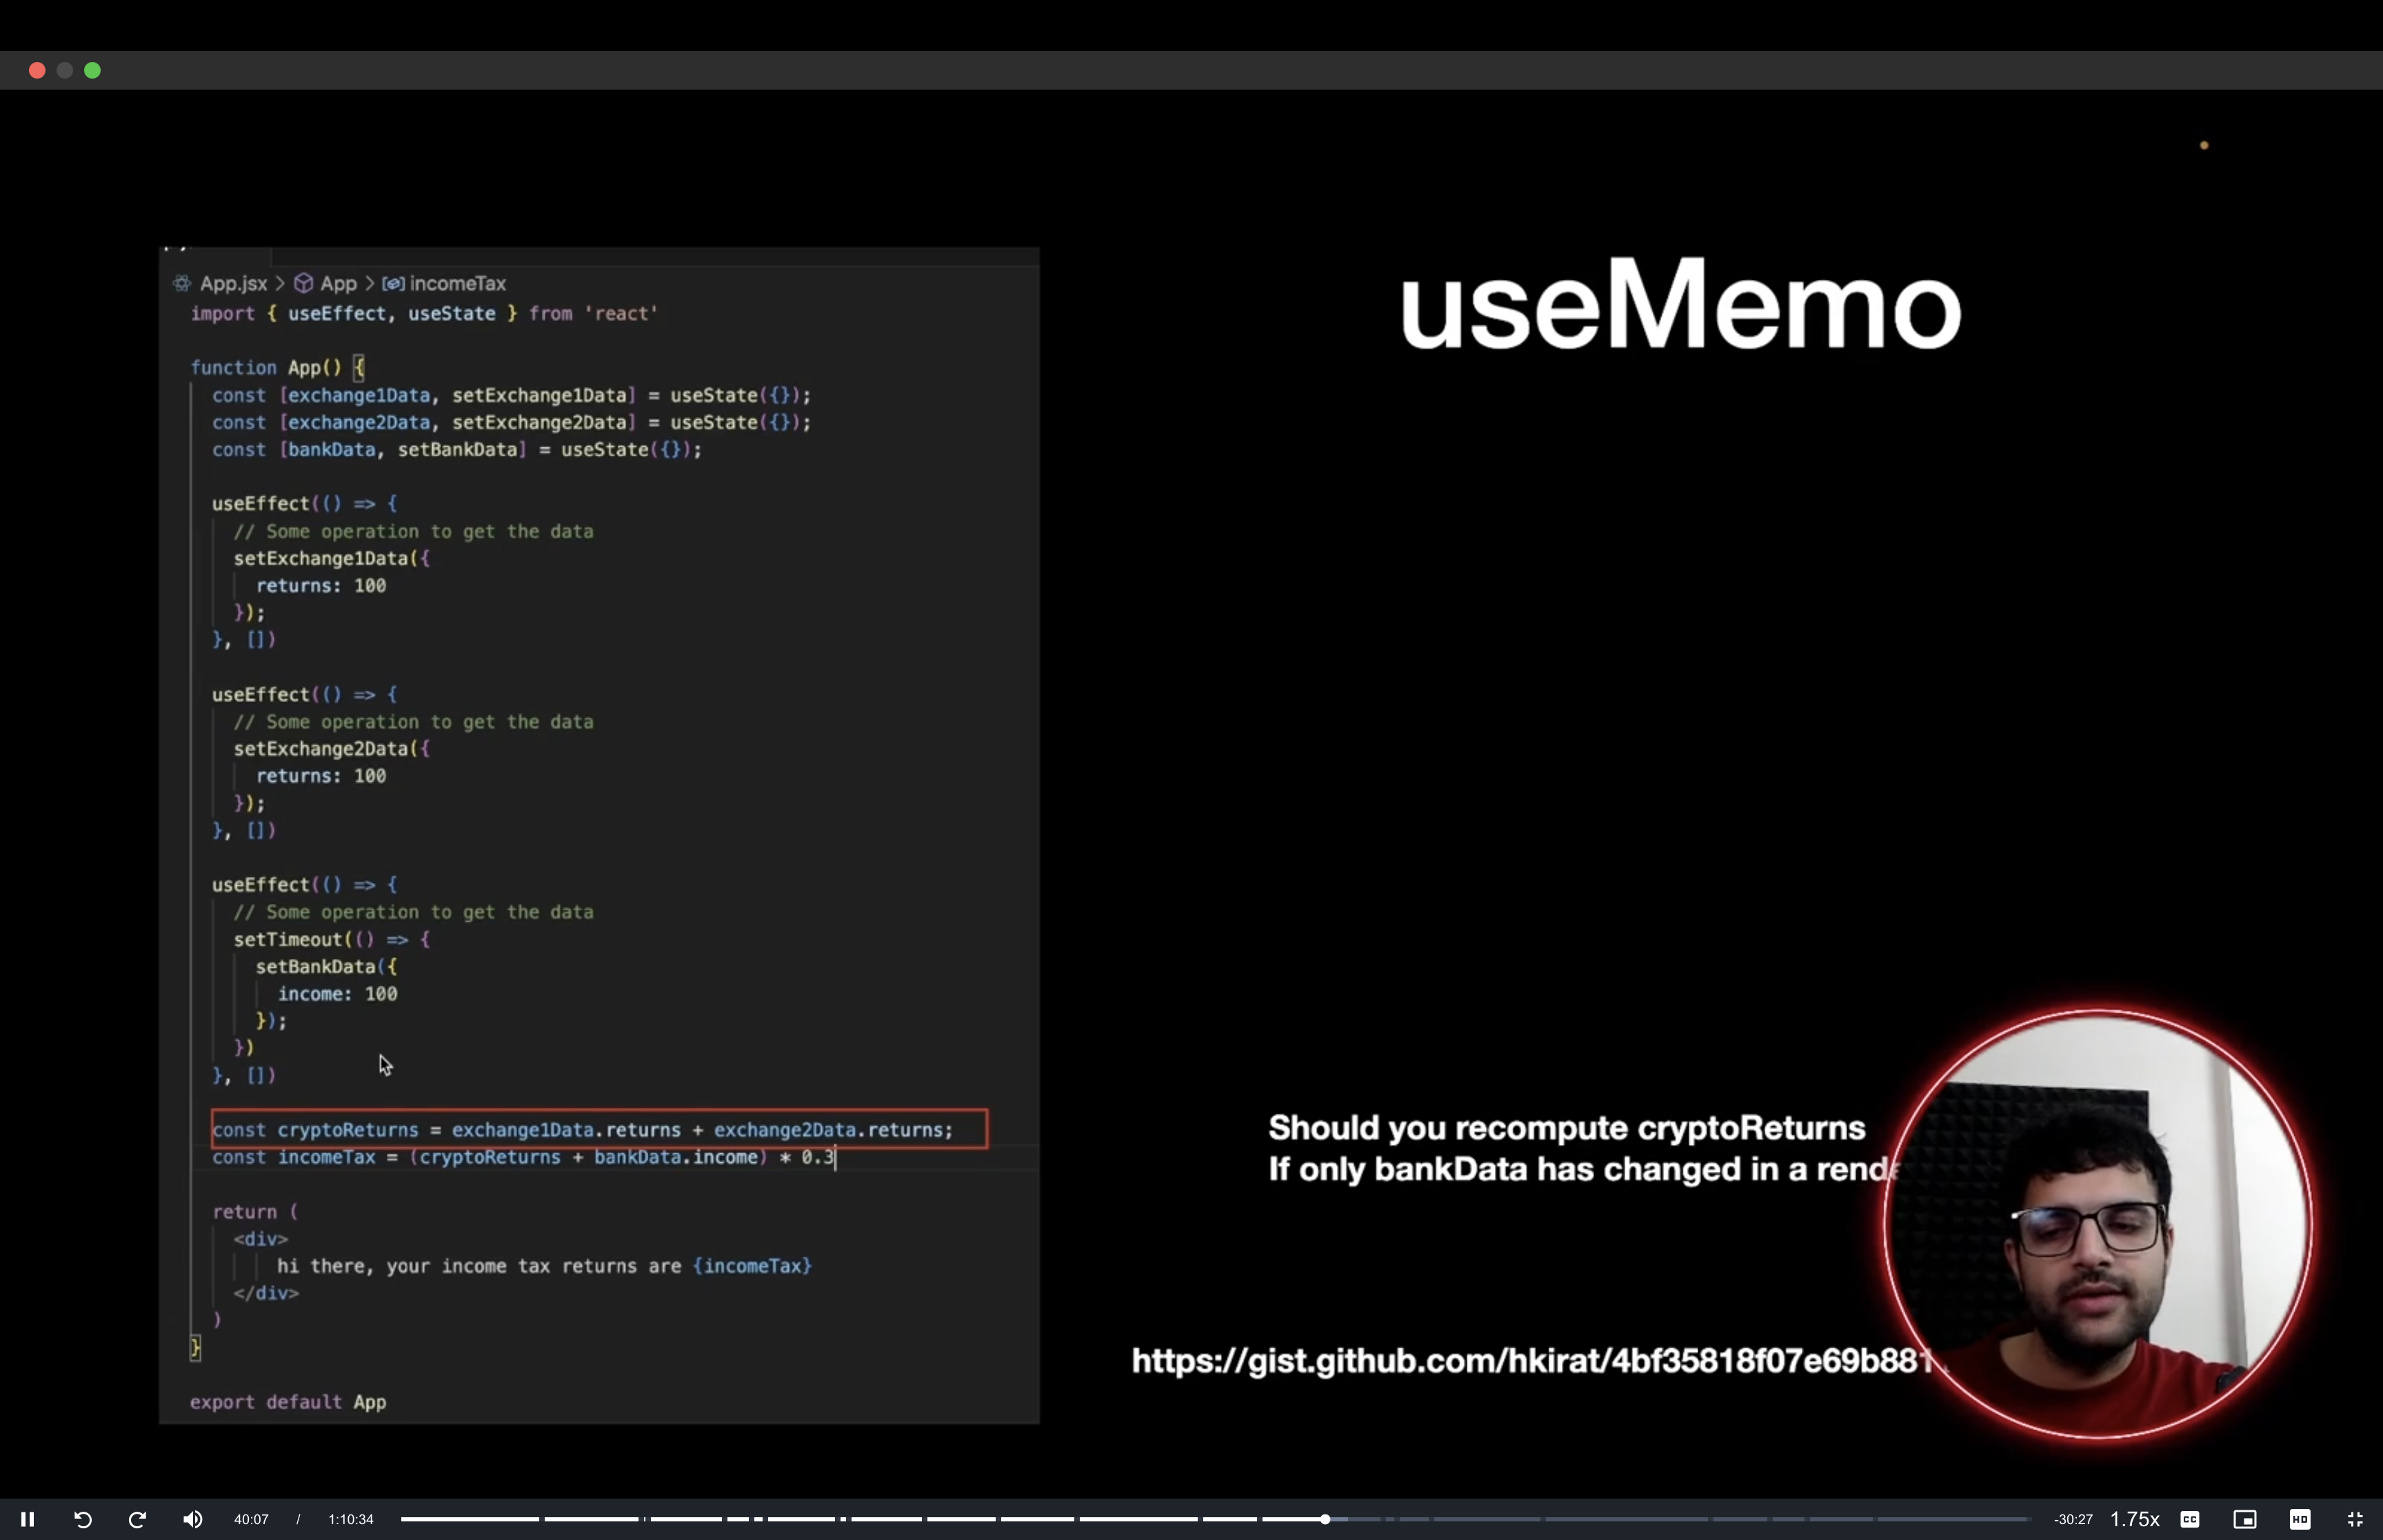 useMemo
App.jsx > App > incomeTax
import { useEffect, useState } from 'react'
function App() {
const [exchange1Data, setExchange1Data] = useState({});
const [exchange2Data, setExchange2Data] = useState({});
const [bankData, setBankData] = useState({});
useEffect(() => {
// Some operation to get the data
setExchange1Data({
returns: 100
});
}, [])
useEffect(() => {
// Some operation to get the data
setExchange2Data({
returns: 100
});
}, [])
useEffect(() => {
// Some operation to get the data
setTimeout(() => {
setBankData({
income: 100
});
})
}, [])
const cryptoReturns = exchange1Data.returns + exchange2Data.returns;
const incomeTax = (cryptoReturns + bankData.income) * 0.3
return (
<div>
hi there, your income tax returns are {incomeTax}
</div>
)
}
export default App
Should you recompute cryptoReturns
If only bankData has changed in a
https://gist.github.com/hkirat/4bf35818f07e69b881
40:07 / 1:10:34
-30:27 1.75x CC HD